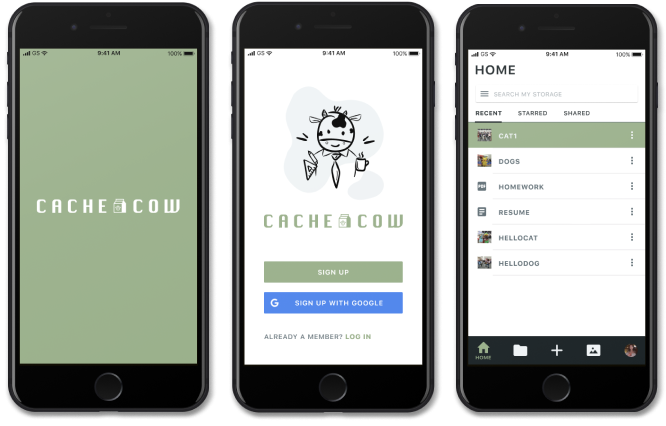 GS 9:41 AM 100%
CACHE COW
GS 9:41 AM 100%
CACHE COW
SIGN UP
G SIGN UP WITH GOOGLE
ALREADY A MEMBER? LOG IN
GS 9:41 AM 100%
HOME
SEARCH MY STORAGE
RECENT STARRED SHARED
CAT1
DOGS
PDF HOMEWORK
RESUME
HELLOCAT
HELLODOG
HOME